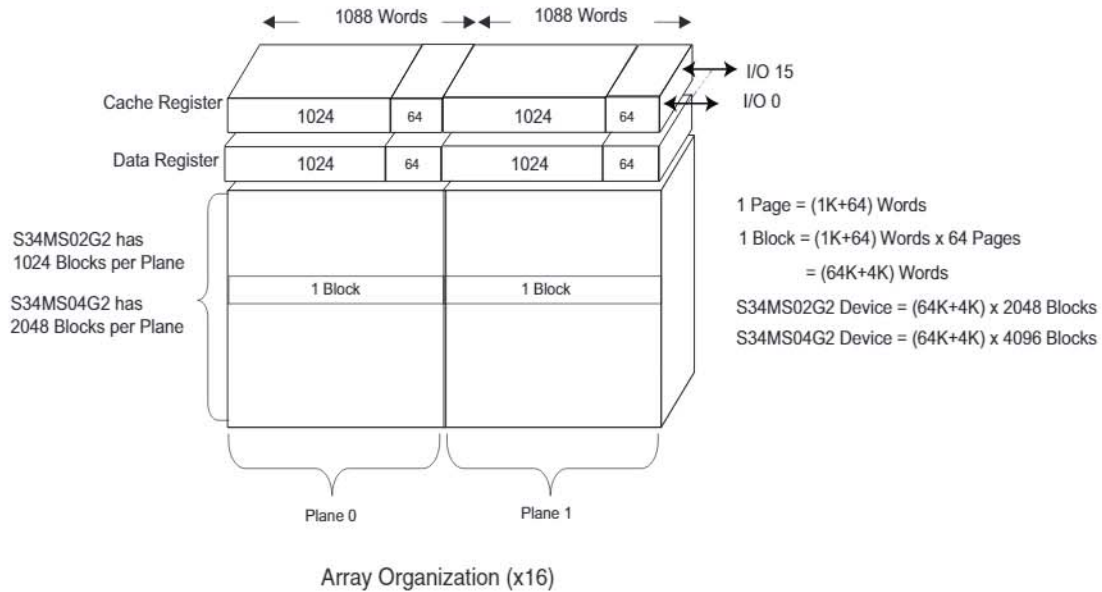 1088 Words
1088 Words
I/O 15
I/O 0
Cache Register
1024
64
1024
64
Data Register
1024
64
1024
64
S34MS02G2 has
1024 Blocks per Plane
S34MS04G2 has
2048 Blocks per Plane
1 Block
1 Block
1 Page = (1K+64) Words
1 Block = (1K+64) Words x 64 Pages
= (64K+4K) Words
S34MS02G2 Device = (64K+4K) x 2048 Blocks
S34MS04G2 Device = (64K+4K) x 4096 Blocks
Plane 0
Plane 1
Array Organization (x16)